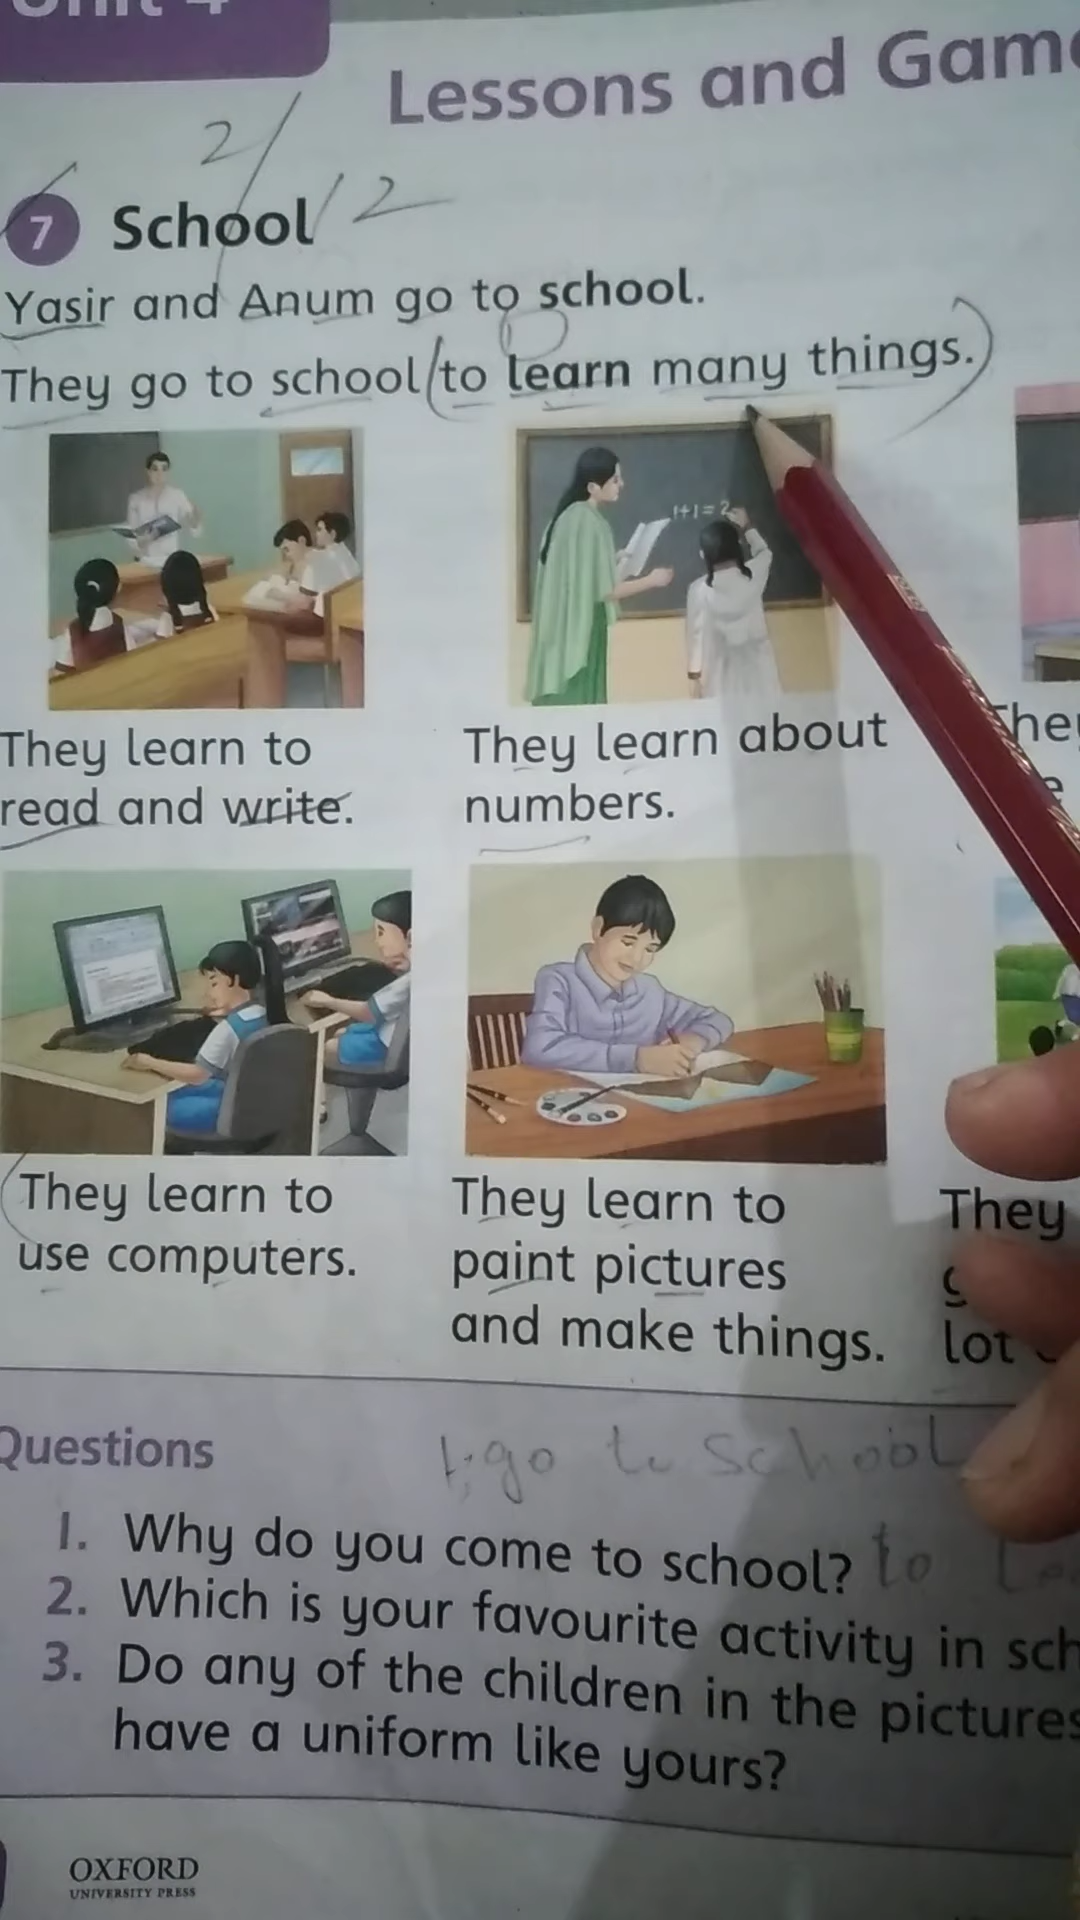 Unit 4
Lessons and Gam
2/12
7 School
Yasir and Anum go to school.
They go to school to learn many things.
1+1=2
They learn to
read and write.
They learn about
numbers.
They learn to
use computers.
They learn to
paint pictures
and make things.
They
lot
Questions
I go to school
1. Why do you come to school? to
2. Which is your favourite activity in sch
3. Do any of the children in the pictures
have a uniform like yours?
OXFORD
UNIVERSITY PRESS